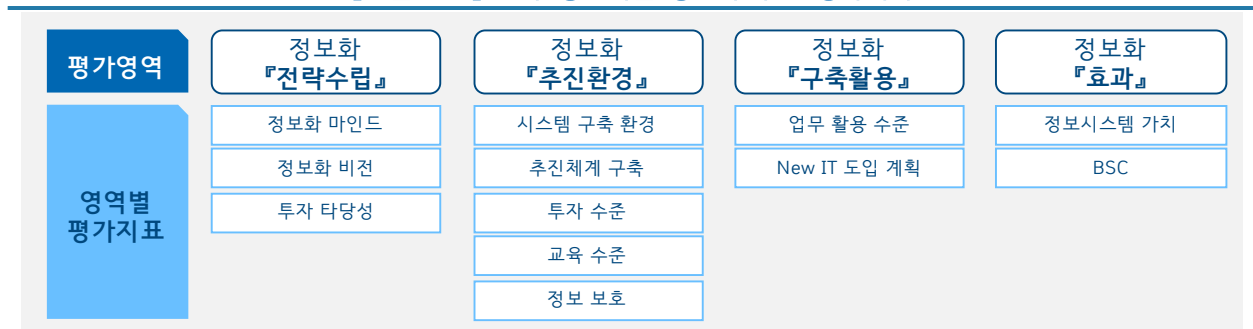 평가영역
정보화
『전략수립』
정보화
『추진환경』
정보화
『구축활용』
정보화
『효과』
영역별
평가지표
정보화 마인드
시스템 구축 환경
업무 활용 수준
정보시스템 가치
정보화 비전
추진체계 구축
New IT 도입 계획
BSC
투자 타당성
투자 수준
교육 수준
정보 보호